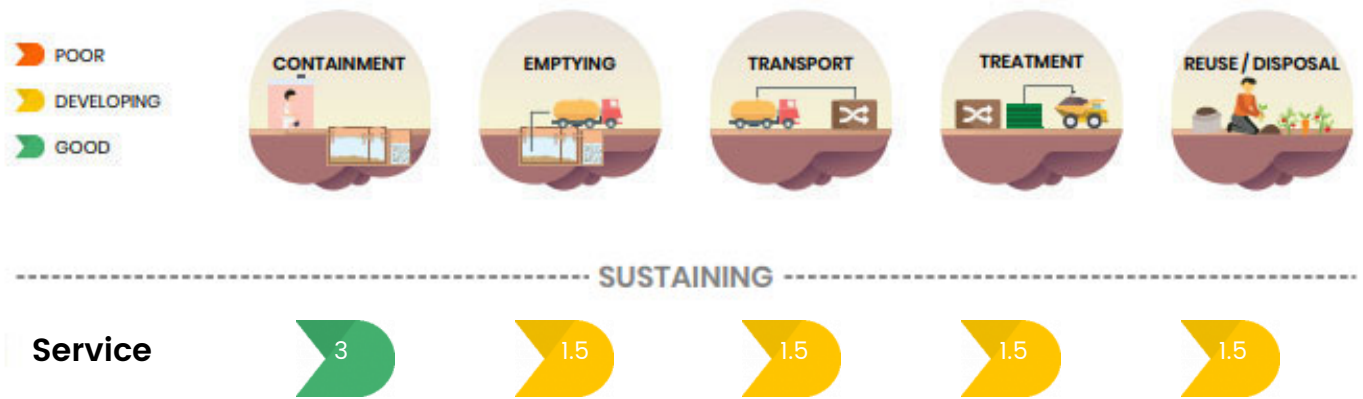 POOR
DEVELOPING
GOOD
CONTAINMENT
EMPTYING
TRANSPORT
TREATMENT
REUSE / DISPOSAL
SUSTAINING
Service
3
1.5
1.5
1.5
1.5